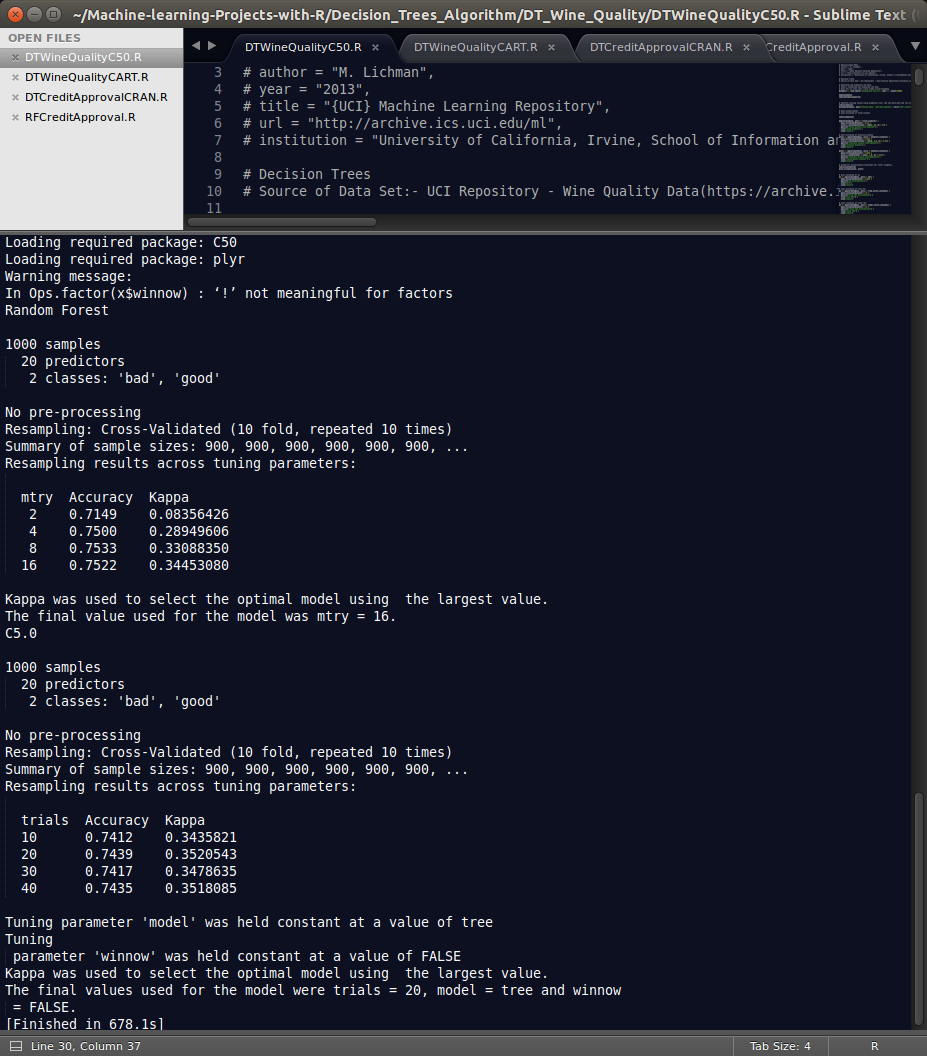 ~/Machine-learning-Projects-with-R/Decision_Trees_Algorithm/DT_Wine_Quality/DTWineQualityC50.R - Sublime Text (
OPEN FILES
DTWineQualityC50.R
DTWineQualityCART.R
DTCreditApprovalCRAN.R
RFCreditApproval.R
DTWineQualityC50.R × DTWineQualityCART.R × DTCreditApprovalCRAN.R × CreditApproval.R ×
3 # author = "M. Lichman",
4 # year = "2013",
5 # title = "{UCI} Machine Learning Repository",
6 # url = "http://archive.ics.uci.edu/ml",
7 # institution = "University of California, Irvine, School of Information a
8
9 # Decision Trees
10 # Source of Data Set:- UCI Repository - Wine Quality Data(https://archive.
11
Loading required package: C50
Loading required package: plyr
Warning message:
In Ops.factor(x$winnow) : ‘!’ not meaningful for factors
Random Forest
1000 samples
20 predictors
2 classes: 'bad', 'good'
No pre-processing
Resampling: Cross-Validated (10 fold, repeated 10 times)
Summary of sample sizes: 900, 900, 900, 900, 900, 900, ...
Resampling results across tuning parameters:
mtry Accuracy Kappa
2 0.7149 0.08356426
4 0.7500 0.28949606
8 0.7533 0.33088350
16 0.7522 0.34453080
Kappa was used to select the optimal model using  the largest value.
The final value used for the model was mtry = 16.
C5.0
1000 samples
20 predictors
2 classes: 'bad', 'good'
No pre-processing
Resampling: Cross-Validated (10 fold, repeated 10 times)
Summary of sample sizes: 900, 900, 900, 900, 900, 900, ...
Resampling results across tuning parameters:
trials Accuracy Kappa
10 0.7412 0.3435821
20 0.7439 0.3520543
30 0.7417 0.3478635
40 0.7435 0.3518085
Tuning parameter 'model' was held constant at a value of tree
Tuning
parameter 'winnow' was held constant at a value of FALSE
Kappa was used to select the optimal model using  the largest value.
The final values used for the model were trials = 20, model = tree and winnow
= FALSE.
[Finished in 678.1s]
Line 30, Column 37 Tab Size: 4 R